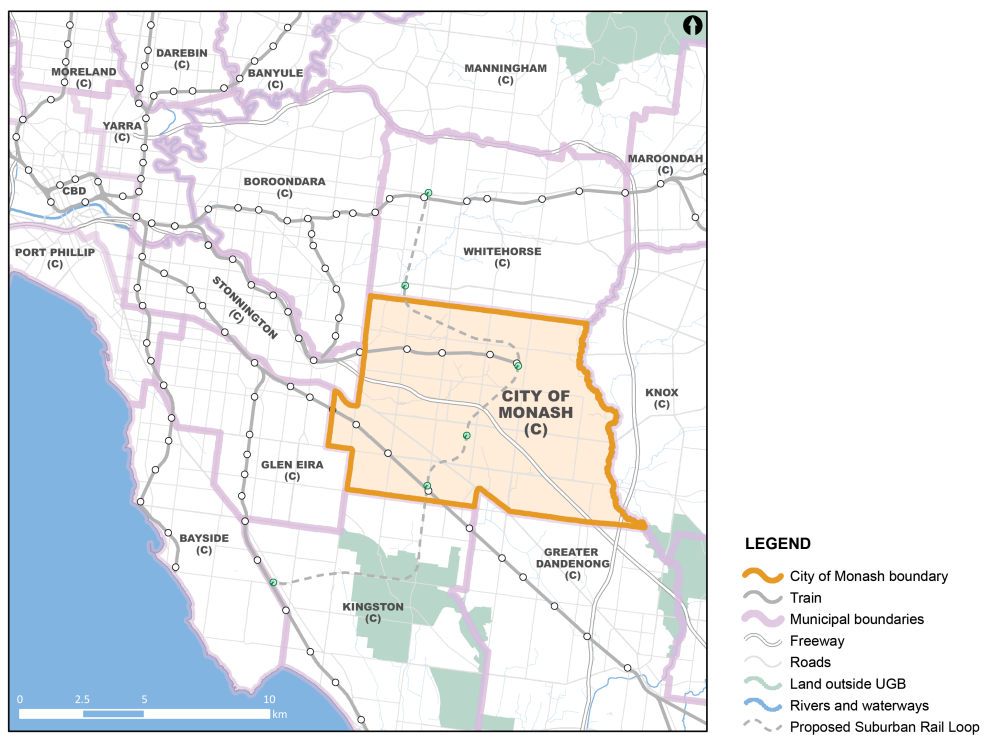 DAREBIN
(C)
MORELAND
(C)
BANYULE
(C)
MANNINGHAM
(C)
YARRA
(C)
MAROONDAH
(C)
CBD
BOROONDARA
(C)
PORT PHILLIP
(C)
WHITEHORSE
(C)
STONNINGTON
(C)
CITY OF
MONASH
(C)
KNOX
(C)
GLEN EIRA
(C)
BAYSIDE
(C)
GREATER
DANDENONG
(C)
KINGSTON
(C)
0 2.5 5 10
km
LEGEND
City of Monash boundary
Train
Municipal boundaries
Freeway
Roads
Land outside UGB
Rivers and waterways
Proposed Suburban Rail Loop